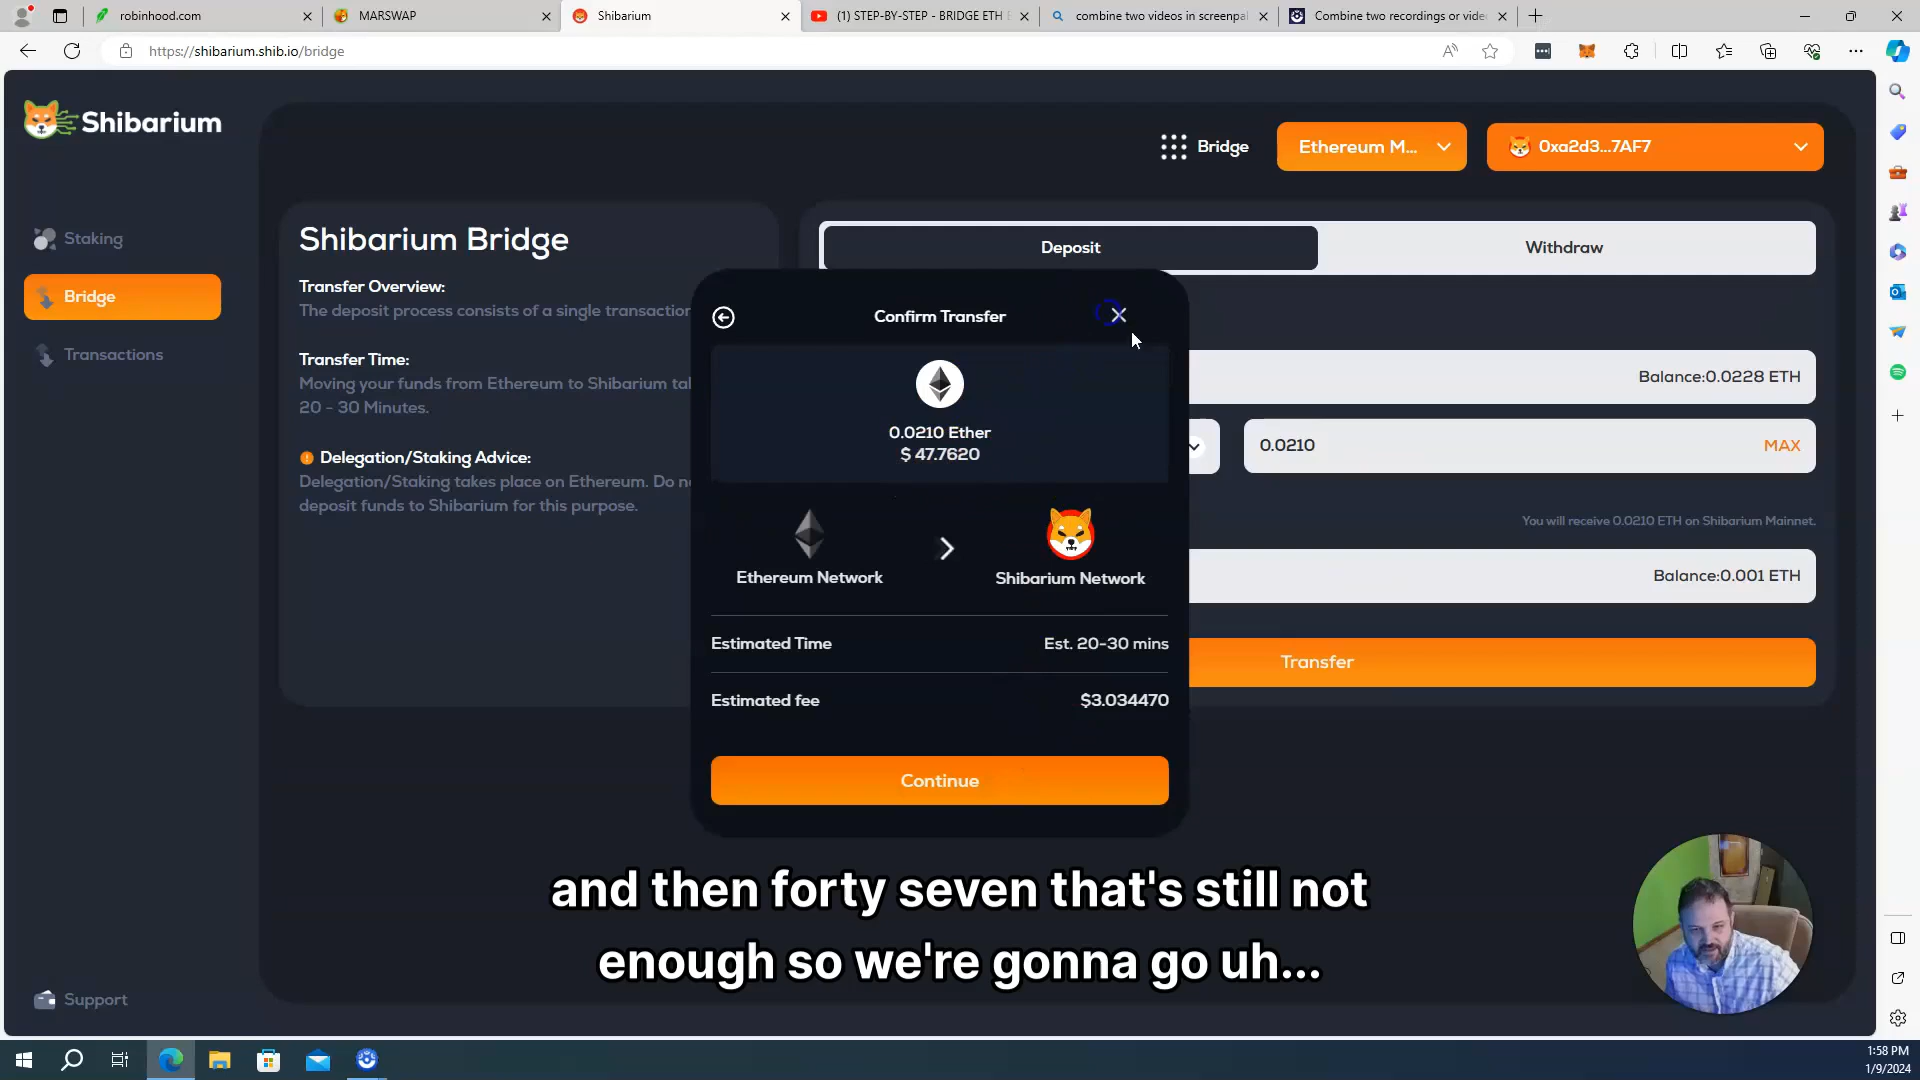 robinhood.com
MARSWAP
Shibarium
(1) STEP-BY-STEP - BRIDGE ETH
combine two videos in screenpal
Combine two recordings or vide
https://shibarium.shib.io/bridge
Shibarium
Bridge
Ethereum M...
0xa2d3...7AF7
Staking
Bridge
Transactions
Support
Shibarium Bridge
Transfer Overview:
The deposit process consists of a single transaction
Transfer Time:
Moving your funds from Ethereum to Shibarium
20 - 30 Minutes.
Delegation/Staking Advice:
Delegation/Staking takes place on Ethereum. Do
deposit funds to Shibarium for this purpose.
Deposit
Withdraw
Balance:0.0228 ETH
0.0210
MAX
You will receive 0.0210 ETH on Shibarium Mainnet.
Balance:0.001 ETH
Transfer
Confirm Transfer
0.0210 Ether
$ 47.7620
Ethereum Network
Shibarium Network
Estimated Time
Est. 20-30 mins
Estimated fee
$3.034470
Continue
and then forty seven that's still not
enough so we're gonna go uh...
1:58 PM
1/9/2024